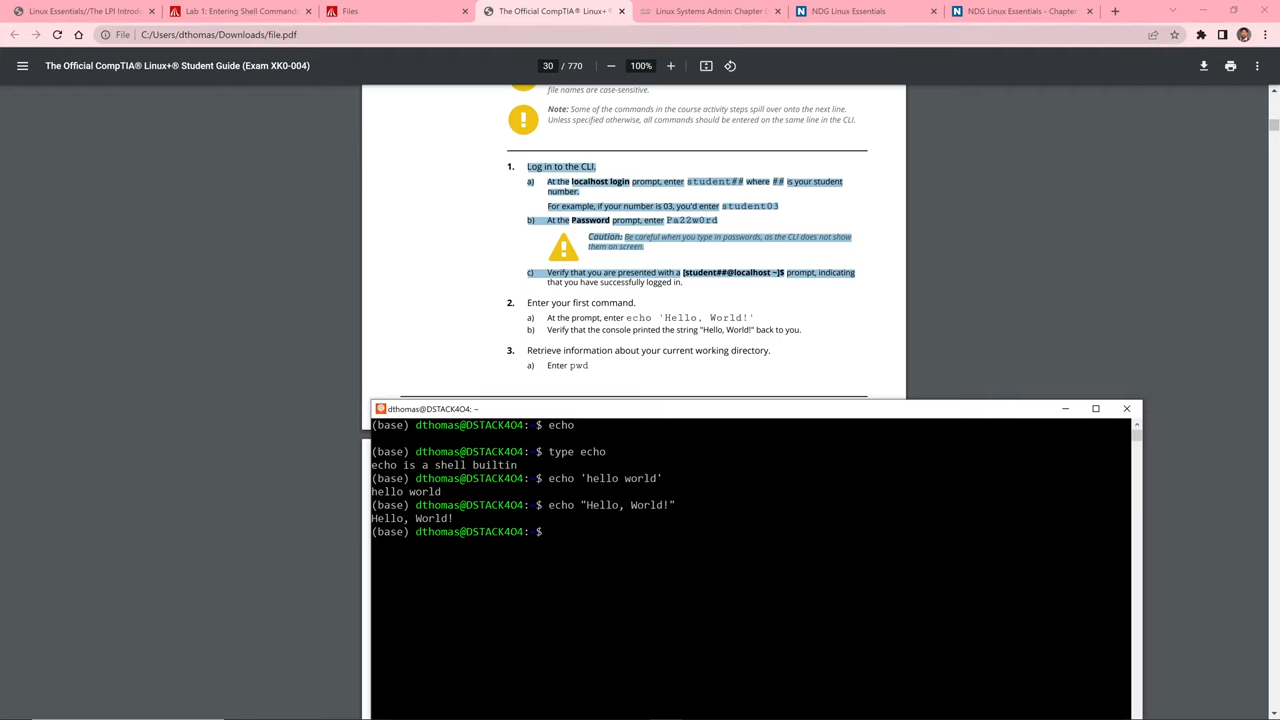 Linux Essentials/The LPI Introdu
Lab 1: Entering Shell Command
Files
The Official CompTIA® Linux+®
Linux Systems Admin: Chapter
NDG Linux Essentials
NDG Linux Essentials - Chapter
File
C:/Users/dthomas/Downloads/file.pdf
The Official CompTIA® Linux+® Student Guide (Exam XK0-004)
30 / 770
100%
file names are case-sensitive.
Note: Some of the commands in the course activity steps spill over onto the next line.
Unless specified otherwise, all commands should be entered on the same line in the CLI.
1. Log in to the CLI.
a) At the localhost login prompt, enter student## where ## is your student
number.
For example, if your number is 03, you'd enter student03
b) At the Password prompt, enter Pa22w0rd
Caution: Be careful when you type in passwords, as the CLI does not show
them on screen.
c) Verify that you are presented with a [student##@localhost ~]$ prompt, indicating
that you have successfully logged in.
2. Enter your first command.
a) At the prompt, enter echo 'Hello, World!'
b) Verify that the console printed the string "Hello, World!" back to you.
3. Retrieve information about your current working directory.
a) Enter pwd
dthomas@DSTACK4O4: ~
(base) dthomas@DSTACK4O4:~$ echo
(base) dthomas@DSTACK4O4:~$ type echo
echo is a shell builtin
(base) dthomas@DSTACK4O4:~$ echo 'hello world'
hello world
(base) dthomas@DSTACK4O4:~$ echo "Hello, World!"
Hello, World!
(base) dthomas@DSTACK4O4:~$